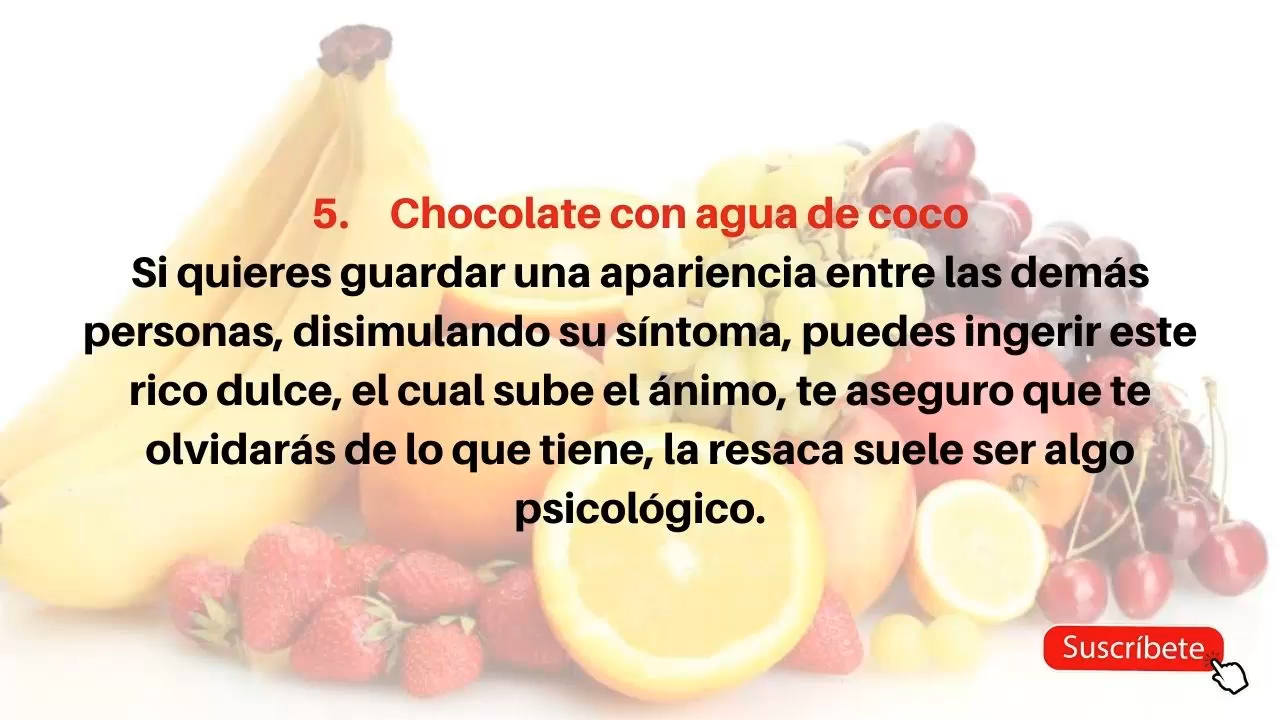 5. Chocolate con agua de coco
Si quieres guardar una apariencia entre las demás
personas, disimulando su síntoma, puedes ingerir este
rico dulce, el cual sube el ánimo, te aseguro que te
olvidarás de lo que tiene, la resaca suele ser algo
psicológico.
Suscríbete